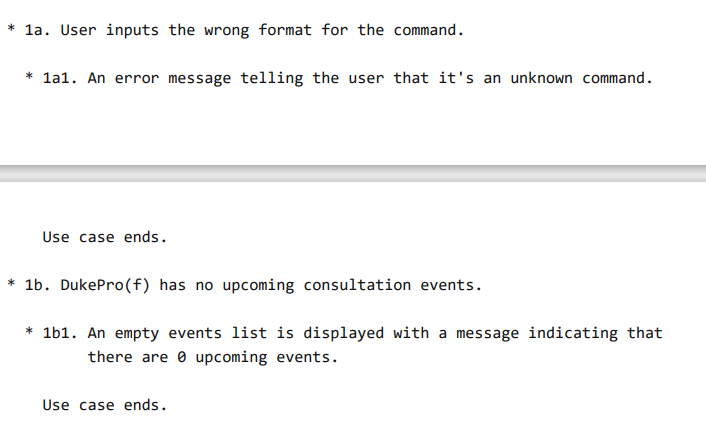 * 1a. User inputs the wrong format for the command.
* 1a1. An error message telling the user that it's an unknown command.
Use case ends.
* 1b. DukePro(f) has no upcoming consultation events.
* 1b1. An empty events list is displayed with a message indicating that
there are 0 upcoming events.
Use case ends.